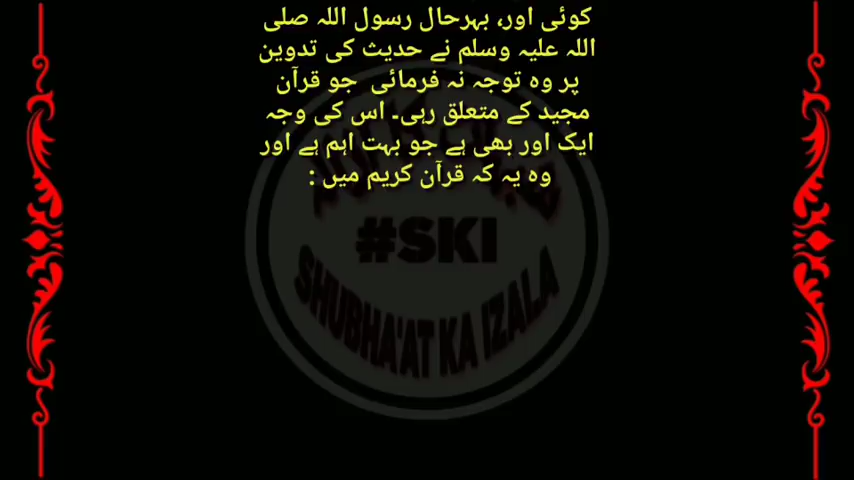 کوئی اور، بہرحال رسول اللہ صلی
اللہ علیہ وسلم نے حدیث کی تدوین
پر وہ توجہ نہ فرمائی جو قرآن
مجید کے متعلق رہی۔ اس کی وجہ
ایک اور بھی ہے جو بہت اہم ہے اور
وہ یہ کہ قرآن کریم میں :
#SKI
SHUBHA'AT KA IZALA